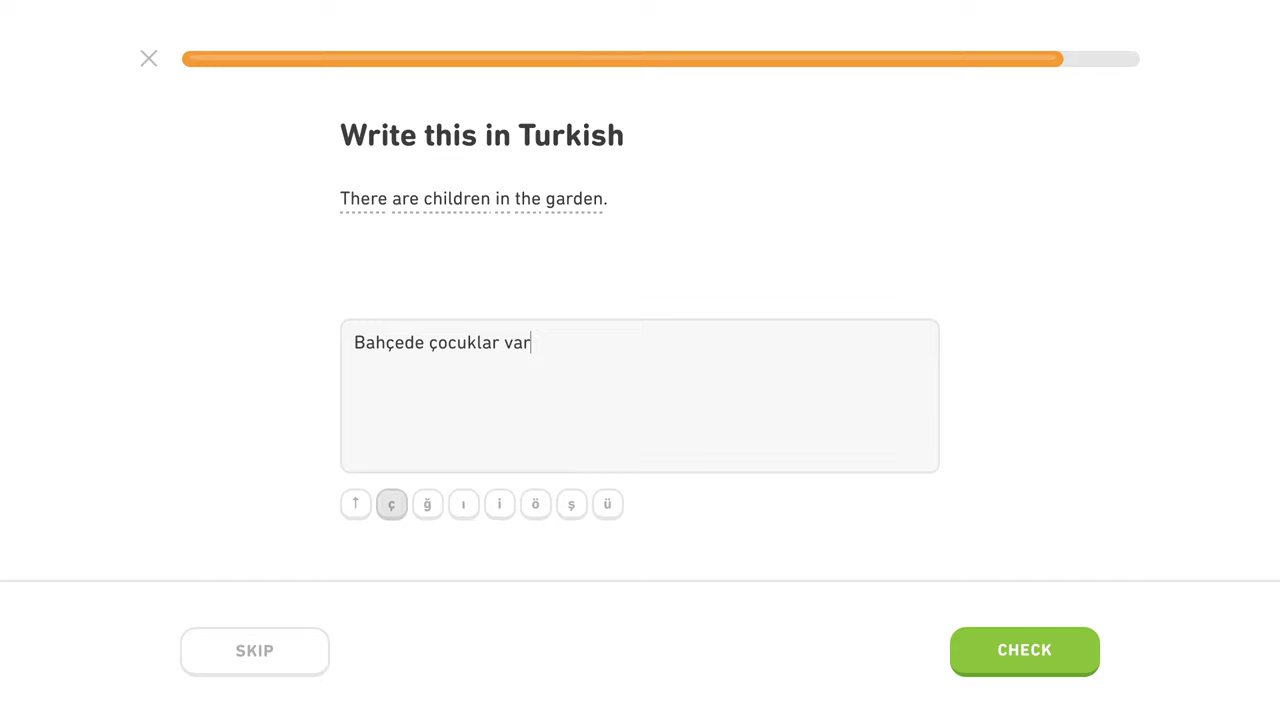 Write this in Turkish
There are children in the garden.
Bahçede çocuklar var
↑ ç ğ ı i ö ş ü
SKIP
CHECK